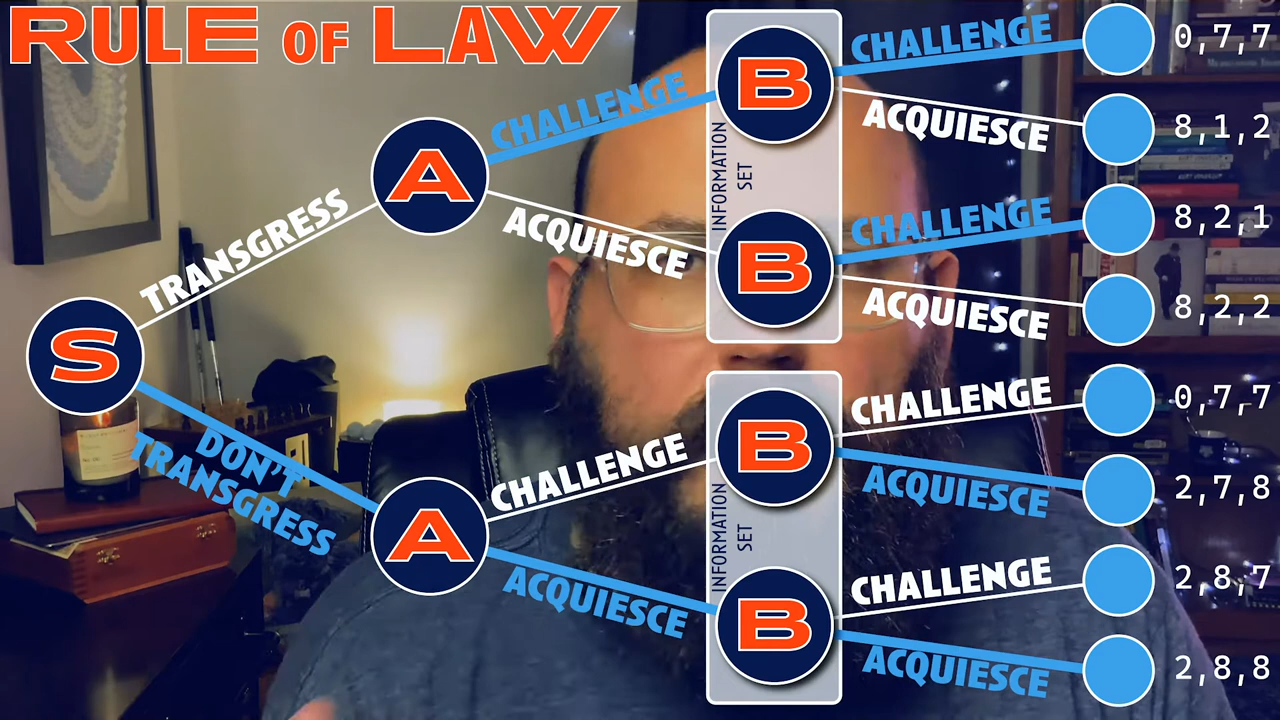 RULE OF LAW
S
TRANSGRESS
DON'T
TRANSGRESS
A
CHALLENGE
ACQUIESCE
A
CHALLENGE
ACQUIESCE
INFORMATION
SET
B
B
INFORMATION
SET
B
B
CHALLENGE
ACQUIESCE
CHALLENGE
ACQUIESCE
CHALLENGE
ACQUIESCE
CHALLENGE
ACQUIESCE
0,7,7
8,1,2
8,2,1
8,2,2
0,7,7
2,7,8
2,8,7
2,8,8